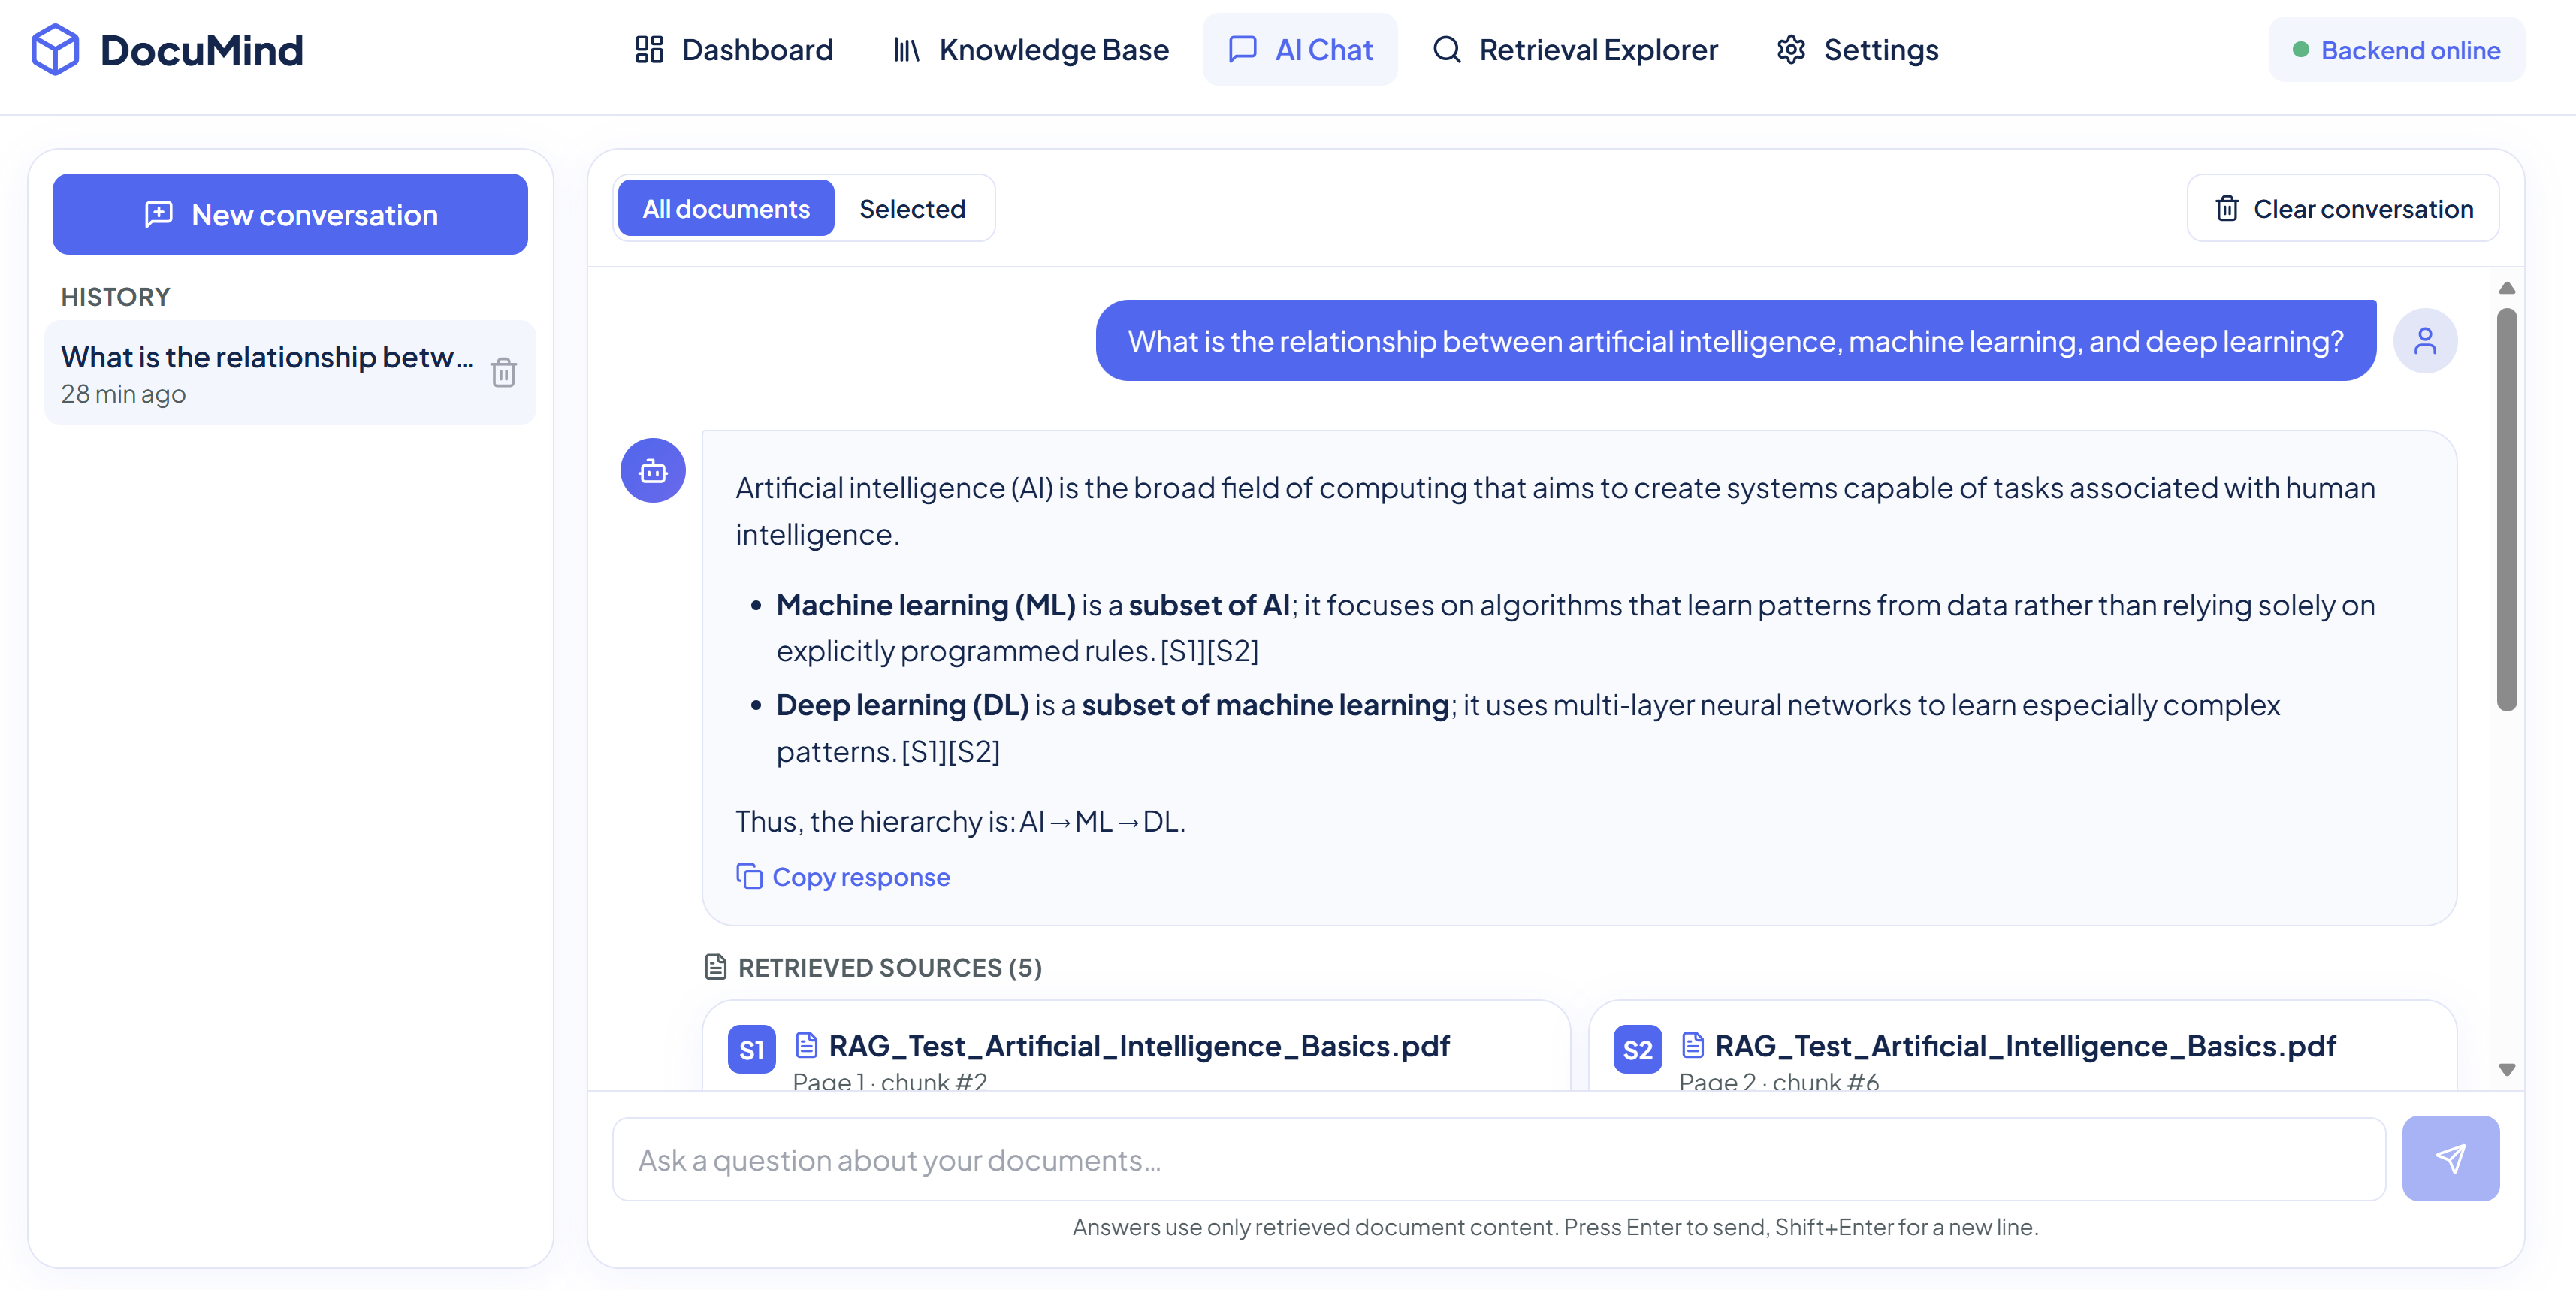 DocuMind
Dashboard
Knowledge Base
AI Chat
Retrieval Explorer
Settings
Backend online
New conversation
HISTORY
What is the relationship betw...
28 min ago
All documents
Selected
Clear conversation
What is the relationship between artificial intelligence, machine learning, and deep learning?
Artificial intelligence (AI) is the broad field of computing that aims to create systems capable of tasks associated with human
intelligence.
• Machine learning (ML) is a subset of AI; it focuses on algorithms that learn patterns from data rather than relying solely on
explicitly programmed rules. [S1][S2]
• Deep learning (DL) is a subset of machine learning; it uses multi-layer neural networks to learn especially complex
patterns. [S1][S2]
Thus, the hierarchy is: AI → ML → DL.
Copy response
RETRIEVED SOURCES (5)
S1 RAG_Test_Artificial_Intelligence_Basics.pdf
Page 1 · chunk #2
S2 RAG_Test_Artificial_Intelligence_Basics.pdf
Page 2 · chunk #6
Ask a question about your documents...
Answers use only retrieved document content. Press Enter to send, Shift+Enter for a new line.